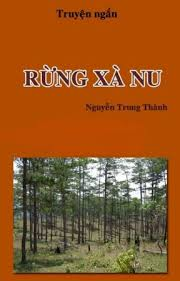 Truyện ngắn
RỪNG XÀ NU
Nguyễn Trung Thành